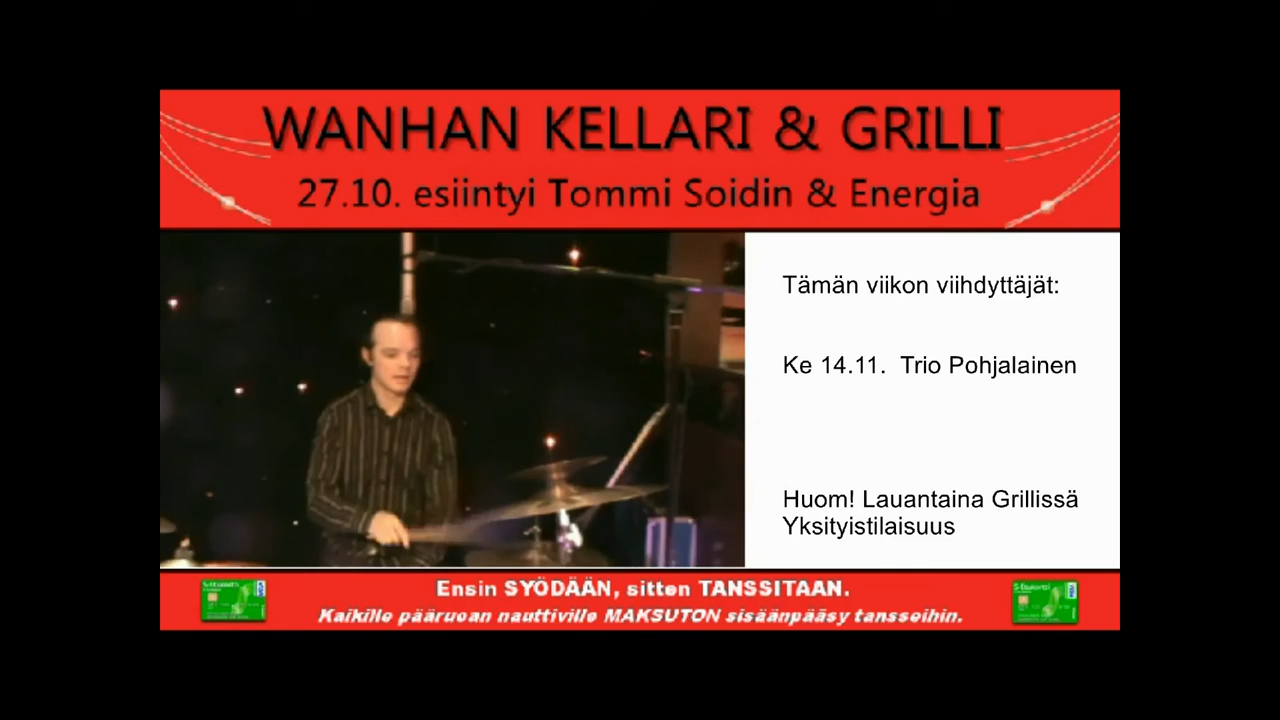 WANHAN KELLARI & GRILLI
27.10. esiintyi Tommi Soidin & Energia
Tämän viikon viihdyttäjät:
Ke 14.11. Trio Pohjalainen
Huom! Lauantaina Grillissä
Yksityistilaisuus
Ensin SYÖDÄÄN, sitten TANSSITAAN.
Kaikille pääruoan nauttiville MAKSUTON sisäänpääsy tansseihin.